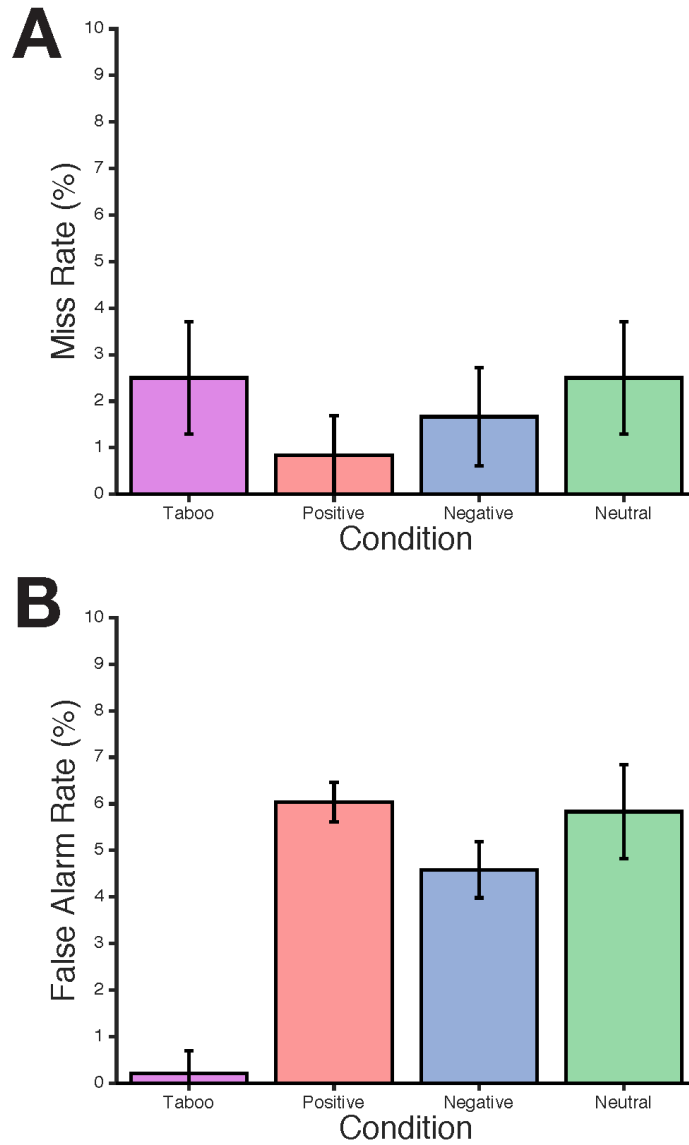 A
10
9
8
7
6
5
4
3
2
1
0
Miss Rate (%)
Taboo Positive Negative Neutral
Condition
B
10
9
8
7
6
5
4
3
2
1
0
False Alarm Rate (%)
Taboo Positive Negative Neutral
Condition